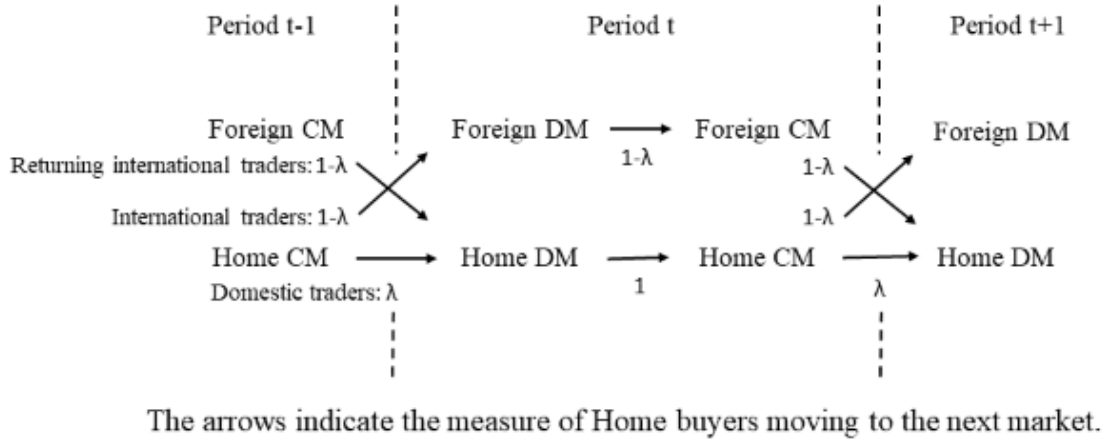 Period t-1 Period t Period t+1
Foreign CM Foreign DM Foreign CM Foreign DM
Returning international traders: 1-λ 1-λ 1-λ
International traders: 1-λ 1-λ
Home CM Home DM Home CM Home DM
Domestic traders: λ 1 λ
The arrows indicate the measure of Home buyers moving to the next market.